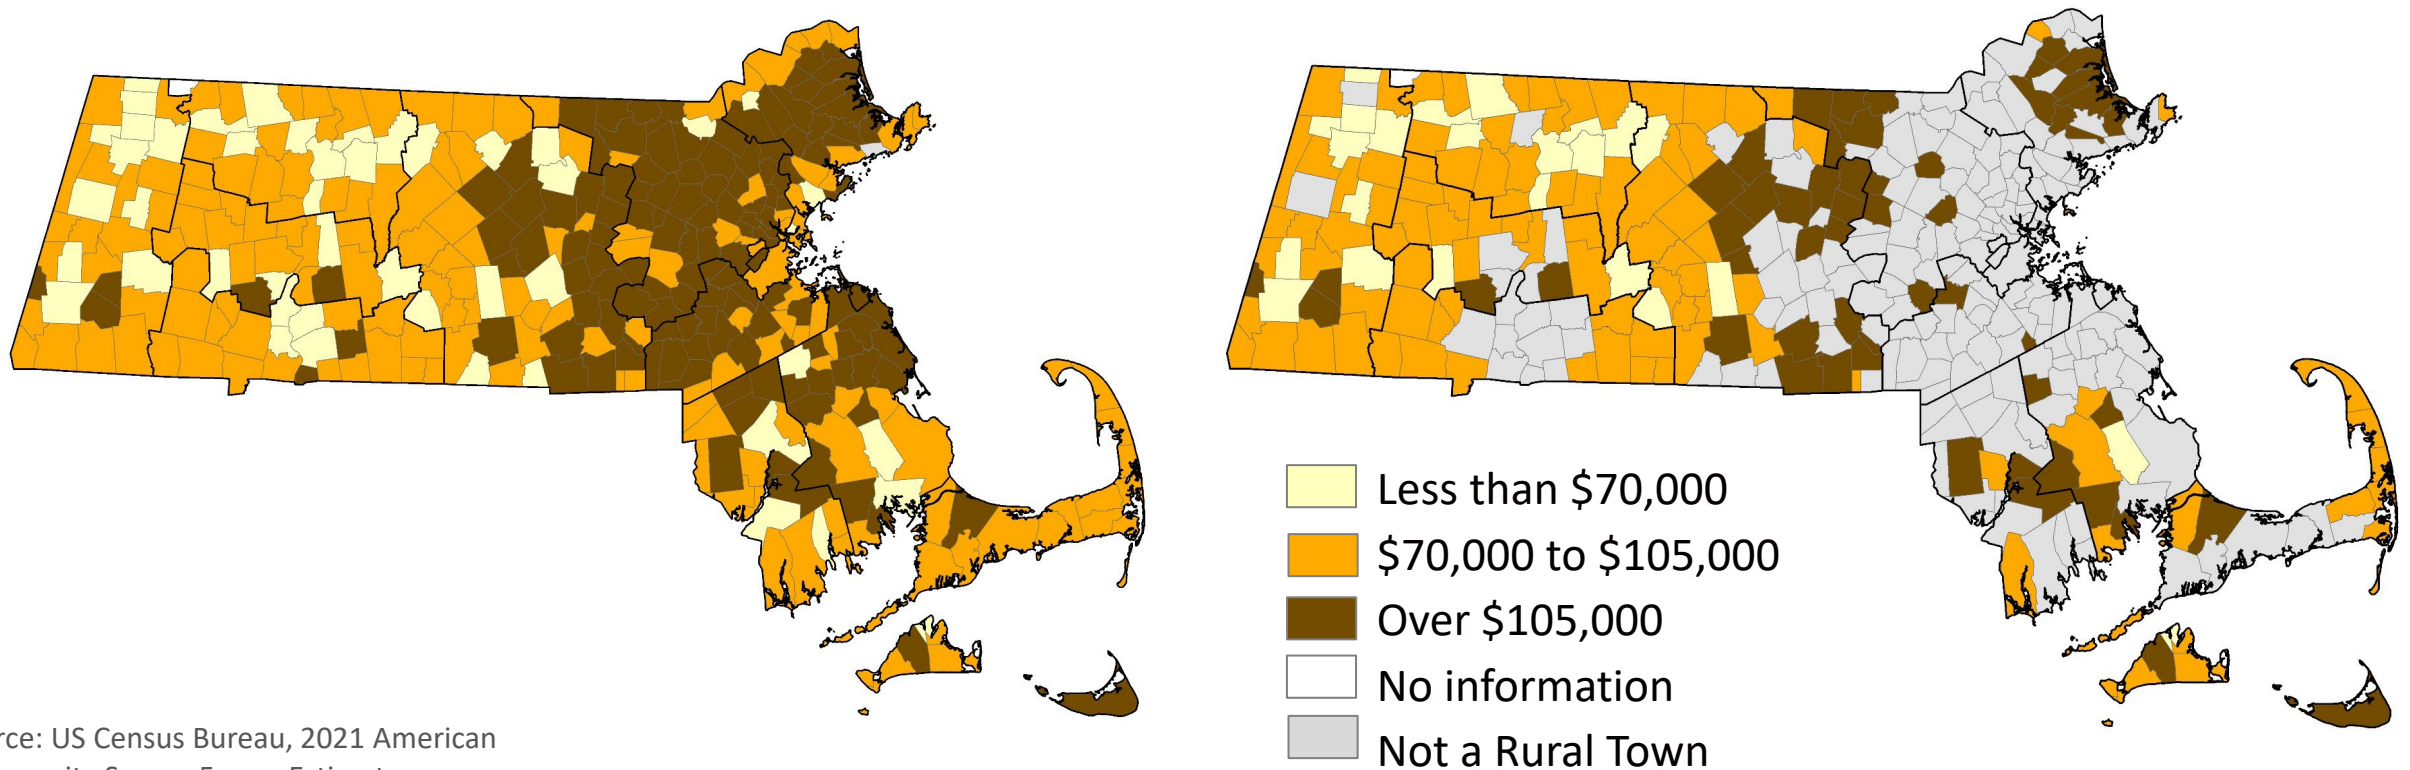 Less than $70,000
$70,000 to $105,000
Over $105,000
No information
Not a Rural Town
rce: US Census Bureau, 2021 American